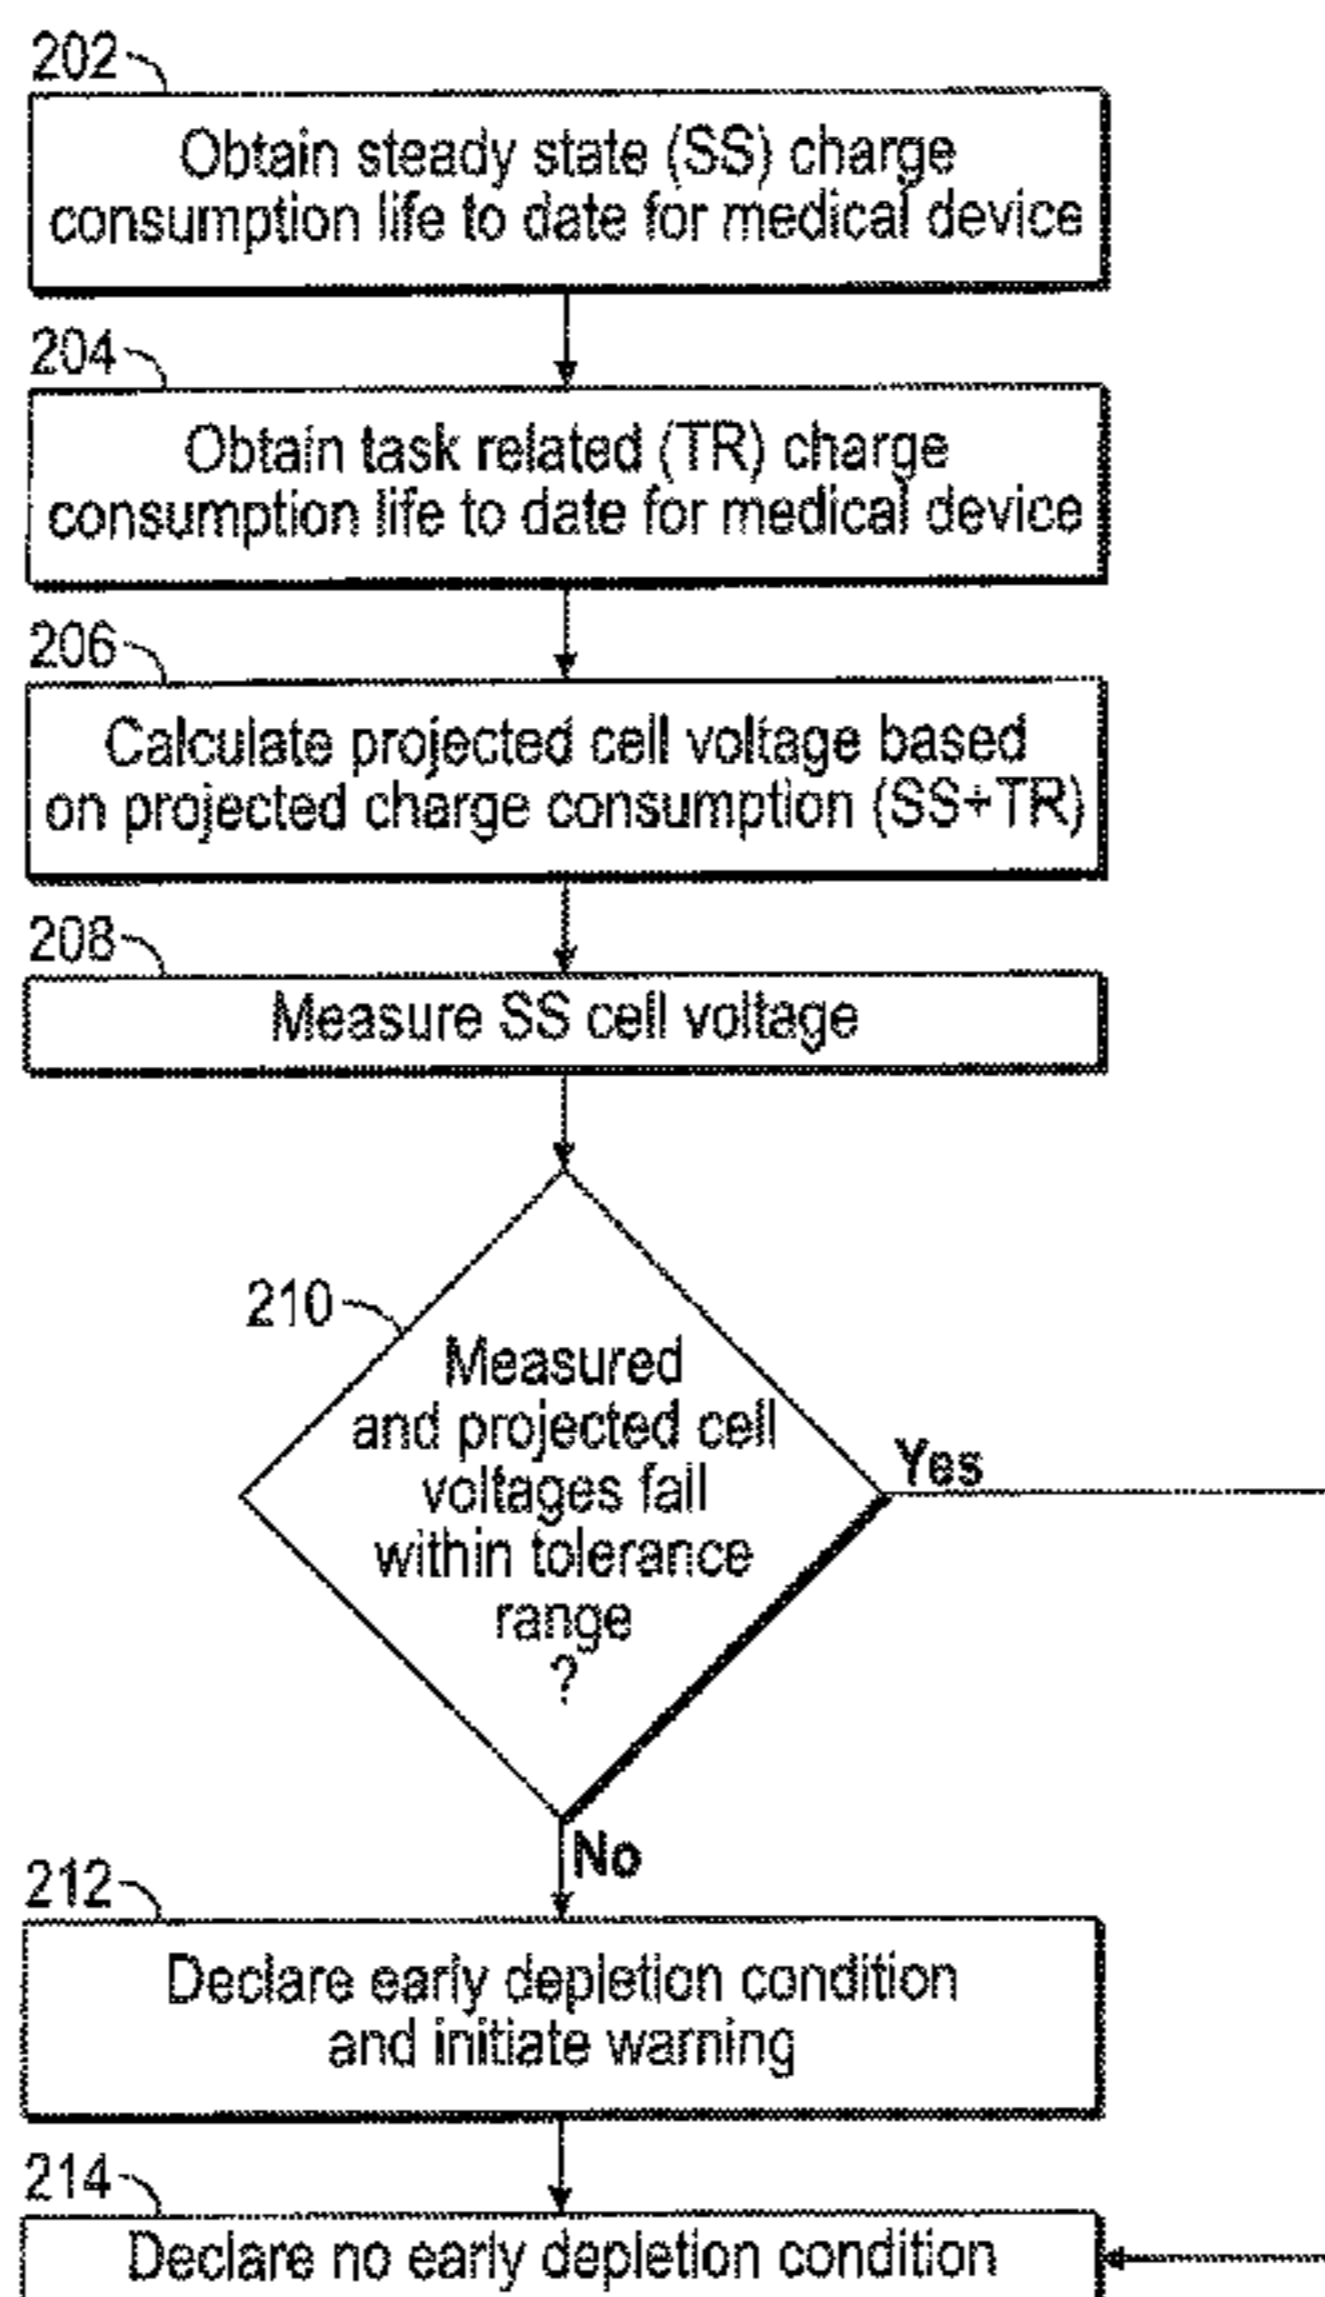 202
Obtain steady state (SS) charge
consumption life to date for medical device
204
Obtain task related (TR) charge
consumption life to date for medical device
206
Calculate projected cell voltage based
on projected charge consumption (SS+TR)
208
Measure SS cell voltage
210
Measured
and projected cell
voltages fall
within tolerance
range
?
Yes
No
212
Declare early depletion condition
and initiate warning
214
Declare no early depletion condition